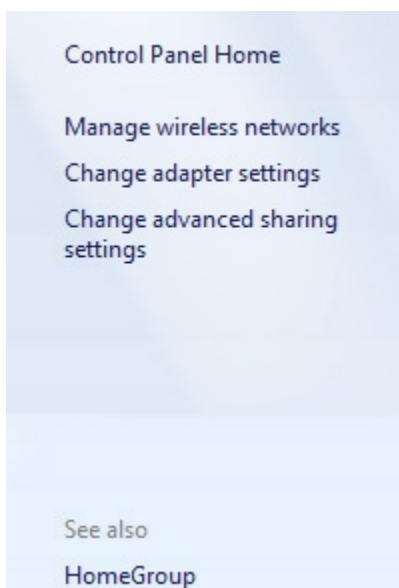 Control Panel Home
Manage wireless networks
Change adapter settings
Change advanced sharing
settings
See also
HomeGroup